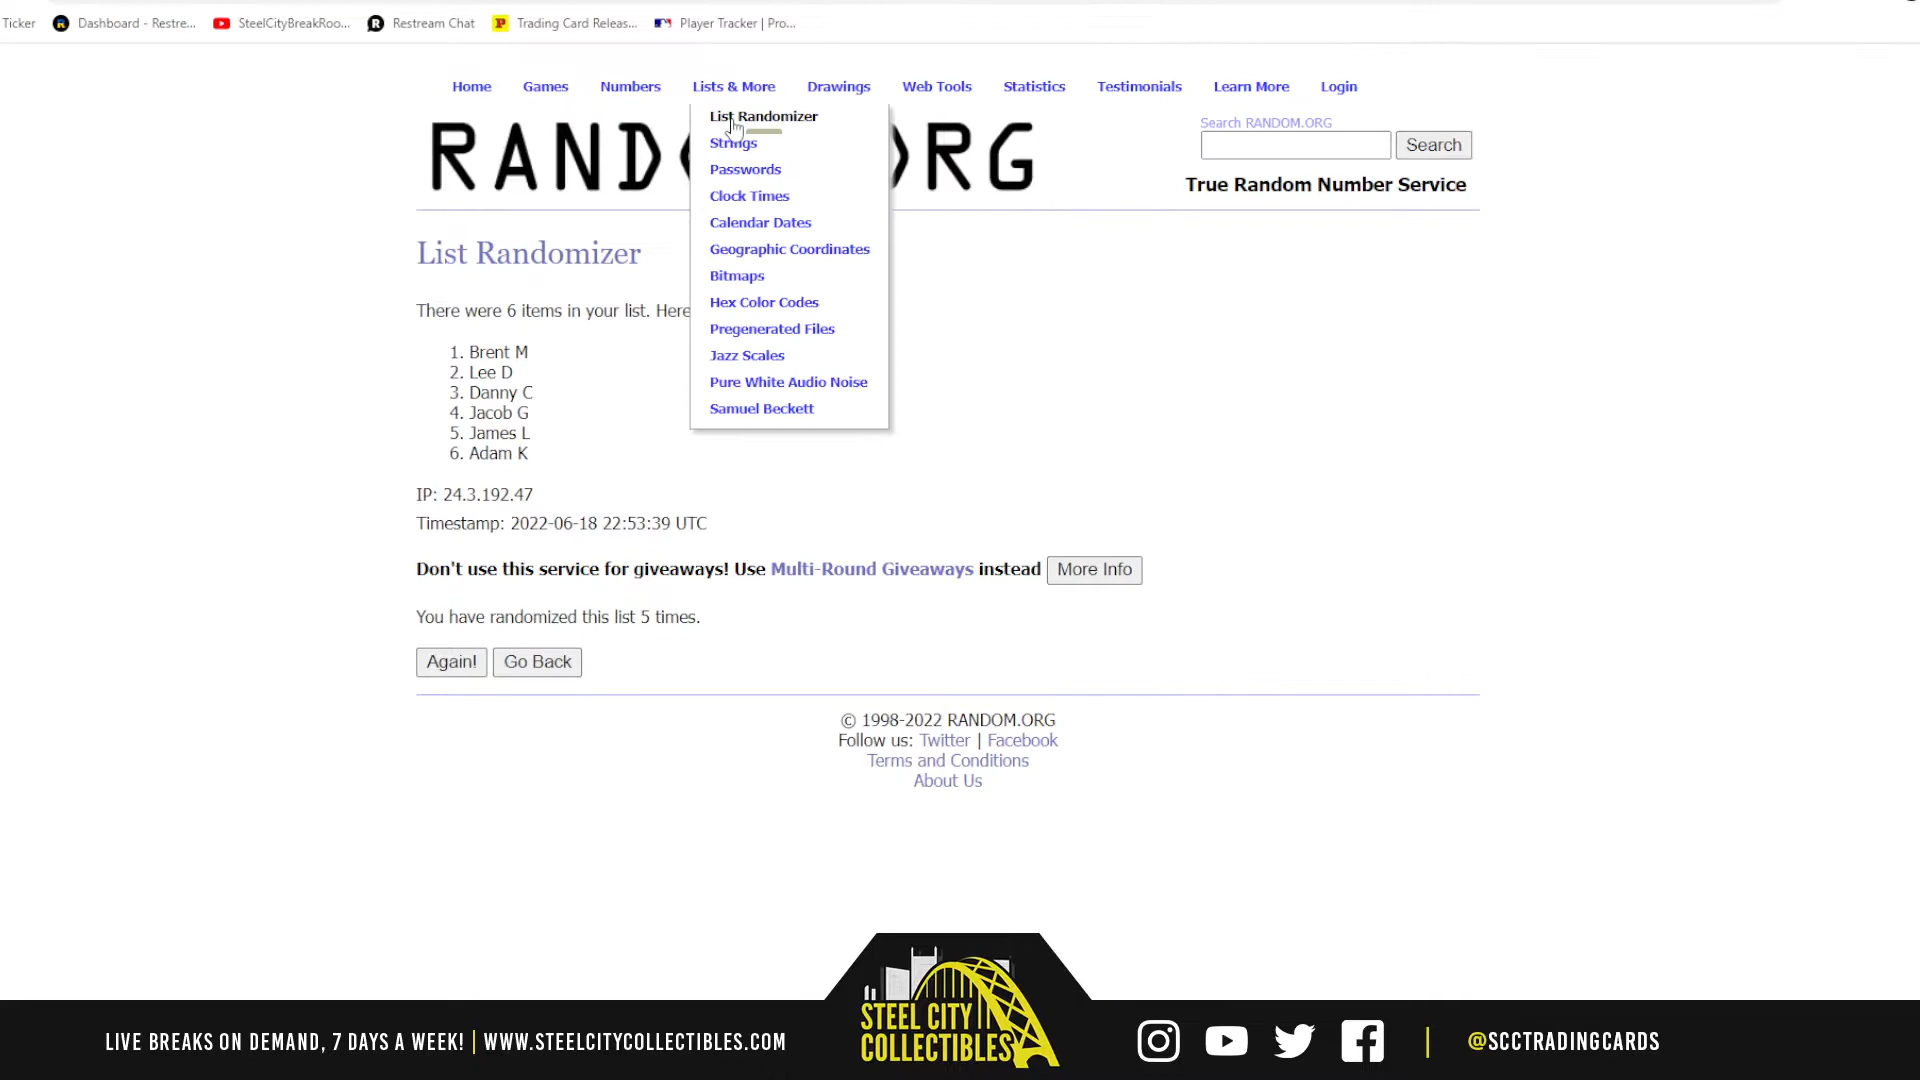 Ticker Dashboard - Restre... SteelCityBreakRoo... Restream Chat Trading Card Releas... Player Tracker | Pro...
Home Games Numbers Lists & More Drawings Web Tools Statistics Testimonials Learn More Login
List Randomizer
Strings
Passwords
Clock Times
Calendar Dates
Geographic Coordinates
Bitmaps
Hex Color Codes
Pregenerated Files
Jazz Scales
Pure White Audio Noise
Samuel Beckett
RAND RG
Search RANDOM.ORG
Search
True Random Number Service
List Randomizer
There were 6 items in your list. Here
1. Brent M
2. Lee D
3. Danny C
4. Jacob G
5. James L
6. Adam K
IP: 24.3.192.47
Timestamp: 2022-06-18 22:53:39 UTC
Don't use this service for giveaways! Use Multi-Round Giveaways instead More Info
You have randomized this list 5 times.
Again! Go Back
© 1998-2022 RANDOM.ORG
Follow us: Twitter | Facebook
Terms and Conditions
About Us
LIVE BREAKS ON DEMAND, 7 DAYS A WEEK! | WWW.STEELCITYCOLLECTIBLES.COM
STEEL CITY
COLLECTIBLES
| @SCCTRADINGCARDS